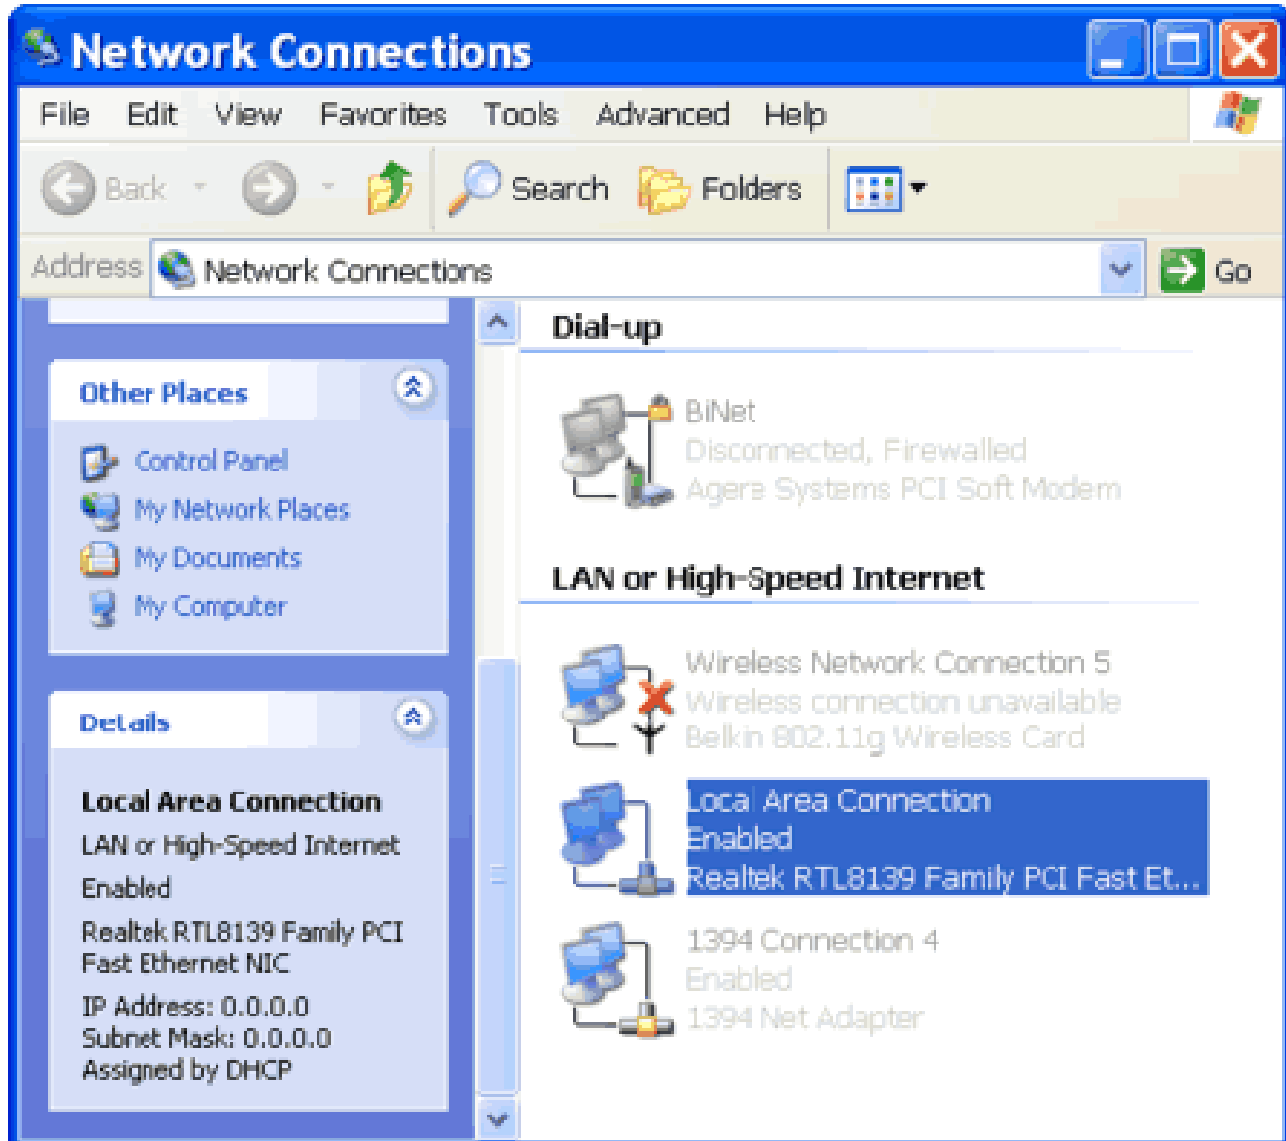 Network Connections
File Edit View Favorites Tools Advanced Help
Back Search Folders
Address Network Connections Go
Other Places
Control Panel
My Network Places
My Documents
My Computer
Details
Local Area Connection
LAN or High-Speed Internet
Enabled
Realtek RTL8139 Family PCI
Fast Ethernet NIC
IP Address: 0.0.0.0
Subnet Mask: 0.0.0.0
Assigned by DHCP
Dial-up
BiNet
Disconnected, Firewalled
Agere Systems PCI Soft Modem
LAN or High-Speed Internet
Wireless Network Connection 5
Wireless connection unavailable
Belkin 802.11g Wireless Card
Local Area Connection
Enabled
Realtek RTL8139 Family PCI Fast Et...
1394 Connection 4
Enabled
1394 Net Adapter